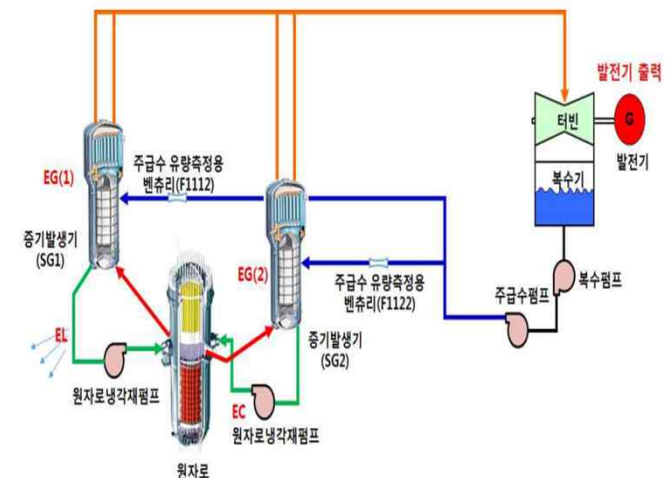 발전기 출력
터빈
G
발전기
복수기
EG(1)
주급수 유량측정용
벤츄리(F1112)
증기발생기
(SG1)
EG(2)
주급수 유량측정용
벤츄리(F1122)
주급수펌프
복수펌프
증기발생기
(SG2)
EL
원자로냉각재펌프
EC
원자로냉각재펌프
원자로